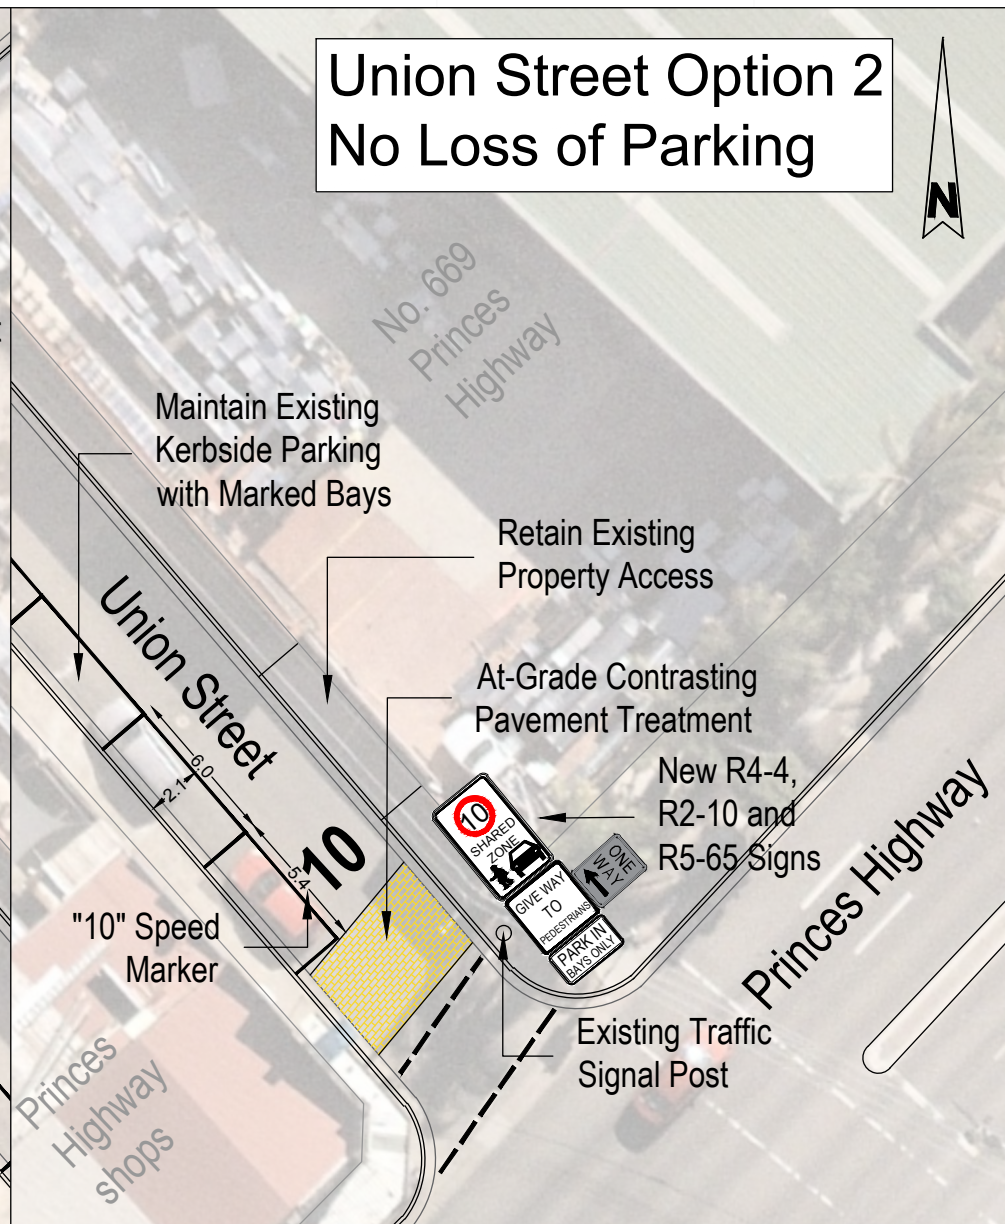 Union Street Option 2
No Loss of Parking
N
No. 669
Princes
Highway
Maintain Existing
Kerbside Parking
with Marked Bays
Retain Existing
Property Access
Union Street
At-Grade Contrasting
Pavement Treatment
New R4-4,
R2-10 and
R5-65 Signs
10
SHARED
ZONE
ONE
WAY
GIVE WAY
TO
PEDESTRIANS
PARK IN
BAYS ONLY
2.1
6.0
5.4
10
"10" Speed
Marker
Princes Highway
Existing Traffic
Signal Post
Princes
Highway
shops